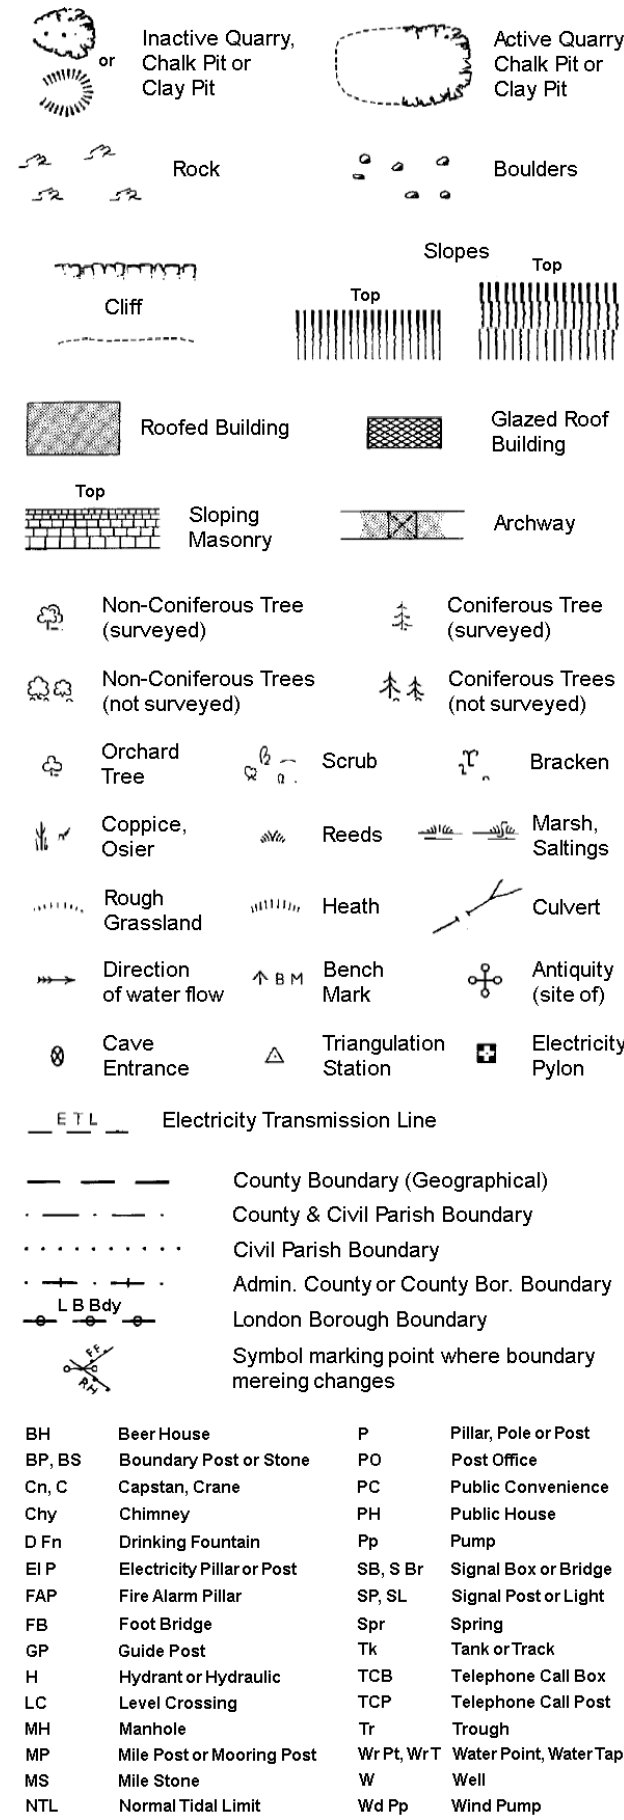 or
Inactive Quarry,
Chalk Pit or
Clay Pit
Active Quarry
Chalk Pit or
Clay Pit
Rock
Boulders
Slopes
Cliff
Top
Top
Roofed Building
Glazed Roof
Building
Top
Sloping
Masonry
Archway
Non-Coniferous Tree
(surveyed)
Coniferous Tree
(surveyed)
Non-Coniferous Trees
(not surveyed)
Coniferous Trees
(not surveyed)
Orchard
Tree
Scrub
Bracken
Coppice,
Osier
Reeds
Marsh,
Saltings
Rough
Grassland
Heath
Culvert
Direction
of water flow
B M
Bench
Mark
Antiquity
(site of)
Cave
Entrance
Triangulation
Station
Electricity
Pylon
E T L
Electricity Transmission Line
County Boundary (Geographical)
County & Civil Parish Boundary
Civil Parish Boundary
Admin. County or County Bor. Boundary
L B Bdy
London Borough Boundary
FF
RH
Symbol marking point where boundary
mereing changes
BH Beer House
BP, BS Boundary Post or Stone
Cn, C Capstan, Crane
Chy Chimney
D Fn Drinking Fountain
El P Electricity Pillar or Post
FAP Fire Alarm Pillar
FB Foot Bridge
GP Guide Post
H Hydrant or Hydraulic
LC Level Crossing
MH Manhole
MP Mile Post or Mooring Post
MS Mile Stone
NTL Normal Tidal Limit
P Pillar, Pole or Post
PO Post Office
PC Public Convenience
PH Public House
Pp Pump
SB, S Br Signal Box or Bridge
SP, SL Signal Post or Light
Spr Spring
Tk Tank or Track
TCB Telephone Call Box
TCP Telephone Call Post
Tr Trough
Wr Pt, Wr T Water Point, Water Tap
W Well
Wd Pp Wind Pump